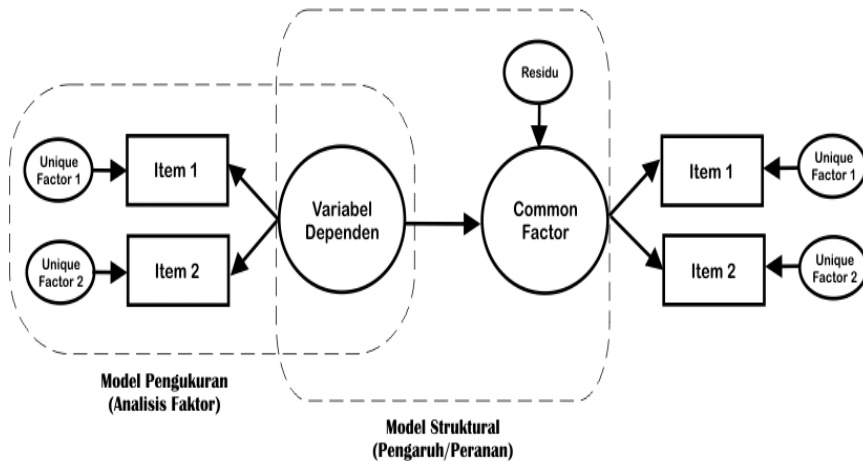 Residu
Unique
Factor 1
Item 1
Variabel
Dependen
Common
Factor
Item 1
Unique
Factor 1
Unique
Factor 2
Item 2
Item 2
Unique
Factor 2
Model Pengukuran
(Analisis Faktor)
Model Struktural
(Pengaruh/Peranan)